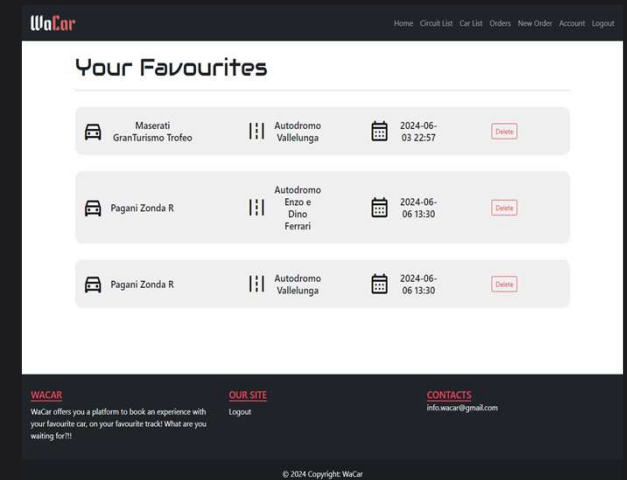 WaCar
Home Circuit List Car List Orders New Order Account Logout
Your Favourites
Maserati
GranTurismo Trofeo
Autodromo
Vallelunga
2024-06-
03 22:57
Delete
Pagani Zonda R
Autodromo
Enzo e
Dino
Ferrari
2024-06-
06 13:30
Delete
Pagani Zonda R
Autodromo
Vallelunga
2024-06-
06 13:30
Delete
WACAR
WaCar offers you a platform to book an experience with
your favourite car, on your favourite track! What are you
waiting for?!!
OUR SITE
Logout
CONTACTS
info.wacar@gmail.com
© 2024 Copyright: WaCar